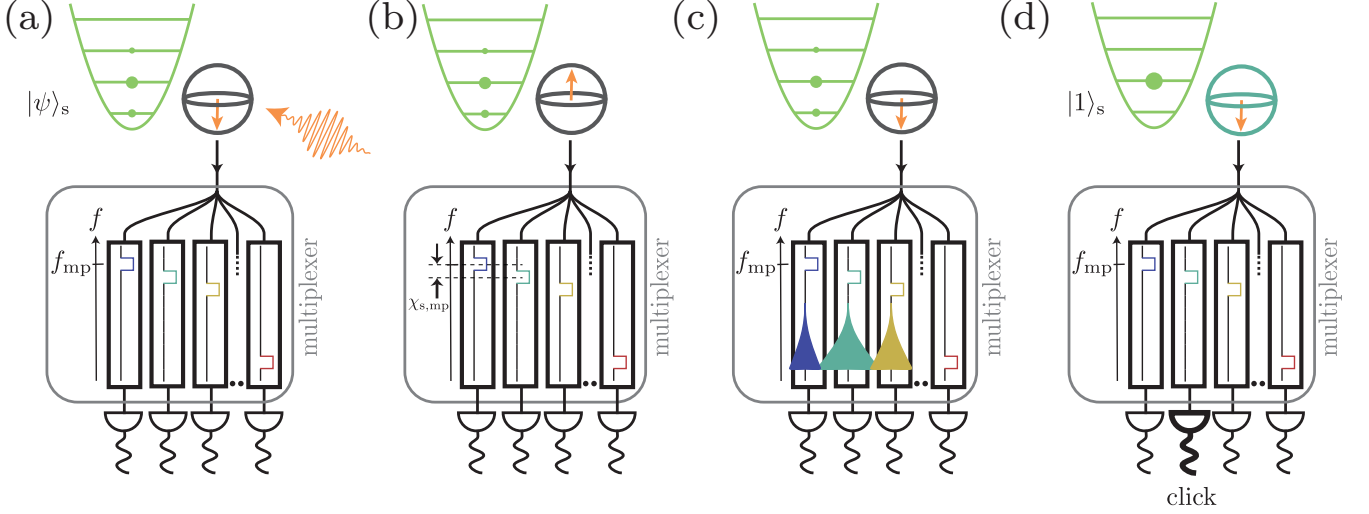 (a)
|ψ⟩s
f
fmp
multiplexer
(b)
f
χs,mp
multiplexer
(c)
f
fmp
multiplexer
(d)
|1⟩s
f
fmp
multiplexer
click